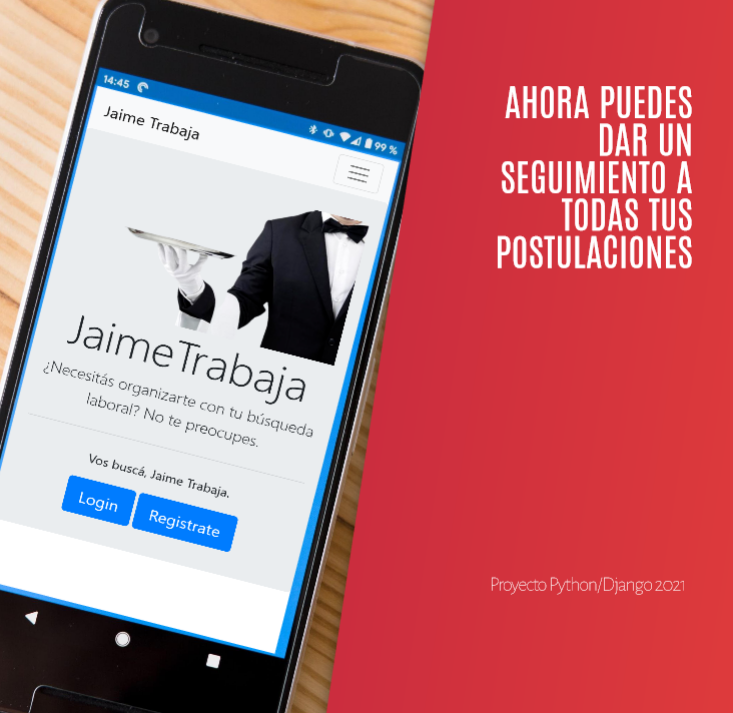 14:45
99 %
Jaime Trabaja
JaimeTrabaja
¿Necesitás organizarte con tu búsqueda
laboral? No te preocupes.
Vos buscá, Jaime Trabaja.
Login
Registrate
AHORA PUEDES
DAR UN
SEGUIMIENTO A
TODAS TUS
POSTULACIONES
Proyecto Python/Django 2021